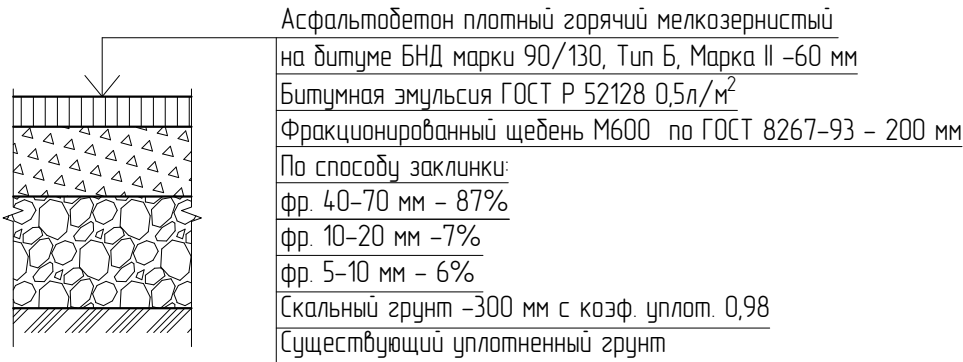 Асфальтобетон плотный горячий мелкозернистый
на битуме БНД марки 90/130, Тип Б, Марка II –60 мм
Битумная эмульсия ГОСТ Р 52128 0,5л/м²
Фракционированный щебень М600 по ГОСТ 8267–93 – 200 мм
По способу заклинки:
фр. 40–70 мм – 87%
фр. 10–20 мм –7%
фр. 5–10 мм – 6%
Скальный грунт –300 мм с коэф. уплот. 0,98
Существующий уплотненный грунт